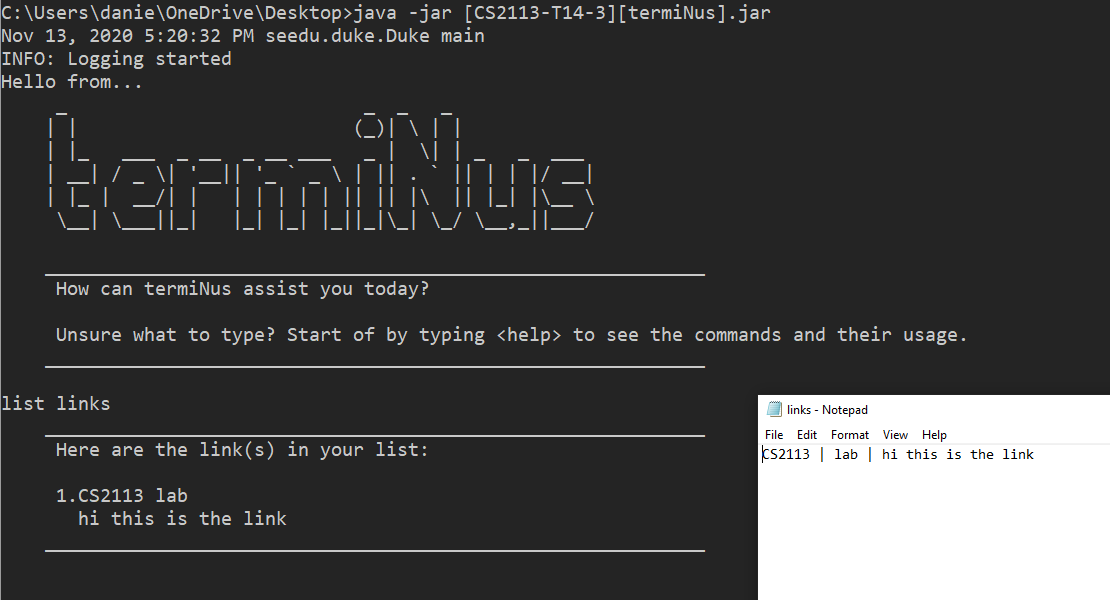 C:\Users\danie\OneDrive\Desktop>java -jar [CS2113-T14-3][termiNus].jar
Nov 13, 2020 5:20:32 PM seedu.duke.Duke main
INFO: Logging started
Hello from...
termiNus
How can termiNus assist you today?
Unsure what to type? Start of by typing <help> to see the commands and their usage.
list links
Here are the link(s) in your list:
1.CS2113 lab
hi this is the link
links - Notepad
File Edit Format View Help
CS2113 | lab | hi this is the link